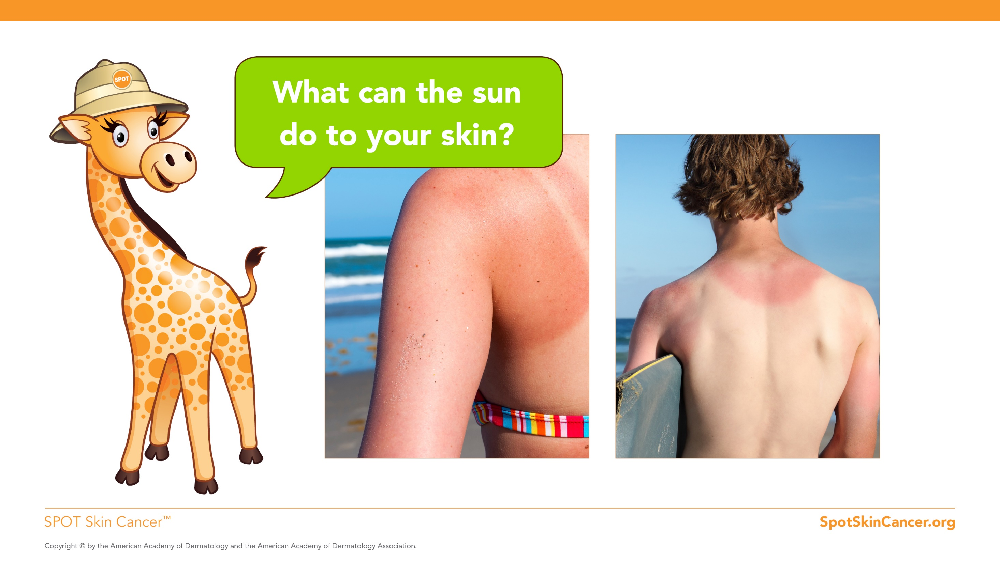 SPOT
What can the sun
do to your skin?
SPOT Skin Cancer™
SpotSkinCancer.org
Copyright © by the American Academy of Dermatology and the American Academy of Dermatology Association.